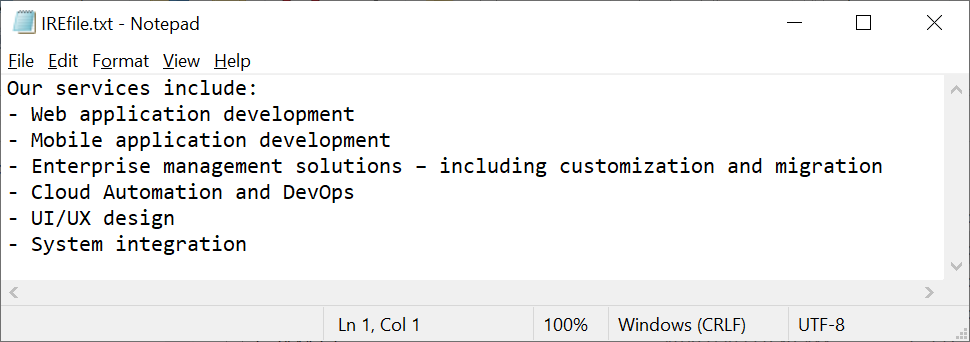 IREfile.txt - Notepad
File Edit Format View Help
Our services include:
- Web application development
- Mobile application development
- Enterprise management solutions – including customization and migration
- Cloud Automation and DevOps
- UI/UX design
- System integration
Ln 1, Col 1 100% Windows (CRLF) UTF-8